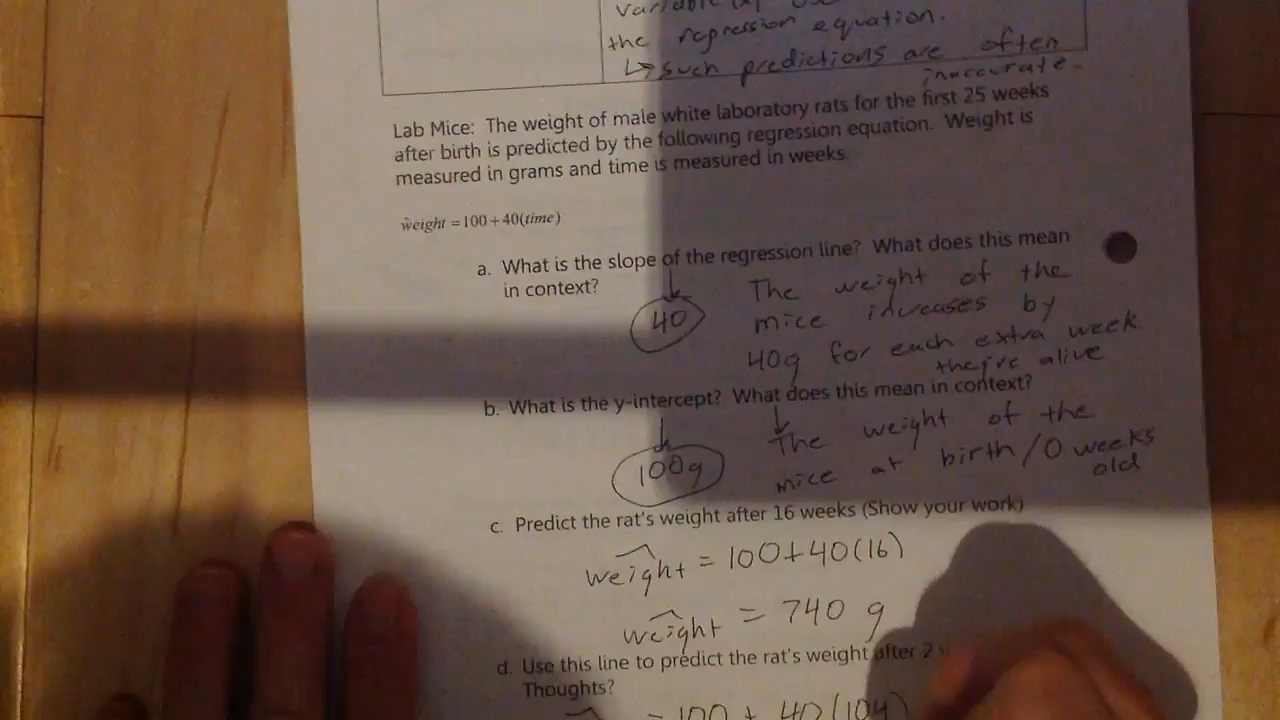 the regression equation.
↳ such predictions are often
inaccurate.
Lab Mice: The weight of male white laboratory rats for the first 25 weeks
after birth is predicted by the following regression equation. Weight is
measured in grams and time is measured in weeks.
ŵeight = 100 + 40(time)
a. What is the slope of the regression line? What does this mean
in context?
40
The weight of the
mice increases by
40g for each extra week
they're alive
b. What is the y-intercept? What does this mean in context?
100g
The weight of the
mice at birth/0 weeks
old
c. Predict the rat's weight after 16 weeks (Show your work)
weight = 100+40(16)
weight = 740 g
d. Use this line to predict the rat's weight after 2
Thoughts?
= 100 + 40(104)